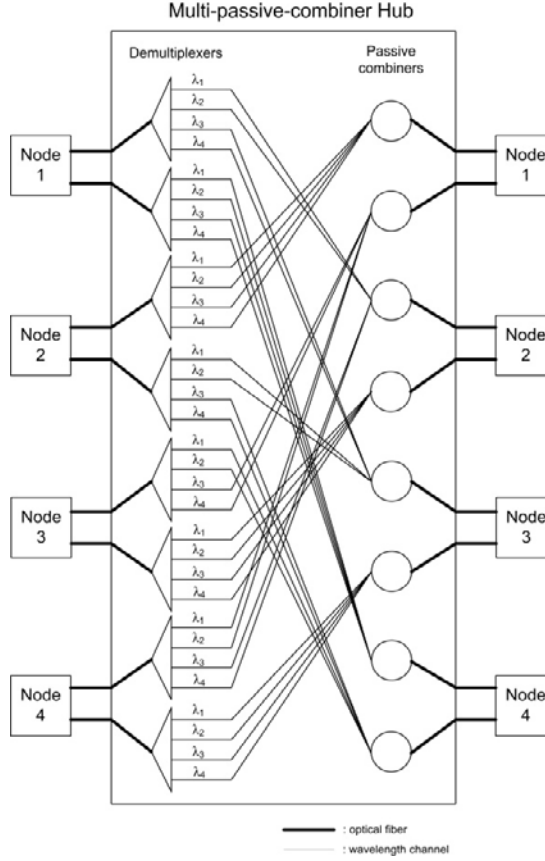 Multi-passive-combiner Hub
Demultiplexers
Passive
combiners
λ₁
λ₂
λ₃
λ₄
λ₁
λ₂
λ₃
λ₄
λ₁
λ₂
λ₃
λ₄
λ₁
λ₂
λ₃
λ₄
λ₁
λ₂
λ₃
λ₄
λ₁
λ₂
λ₃
λ₄
λ₁
λ₂
λ₃
λ₄
λ₁
λ₂
λ₃
λ₄
Node
1
Node
2
Node
3
Node
4
Node
1
Node
2
Node
3
Node
4
: optical fiber
: wavelength channel